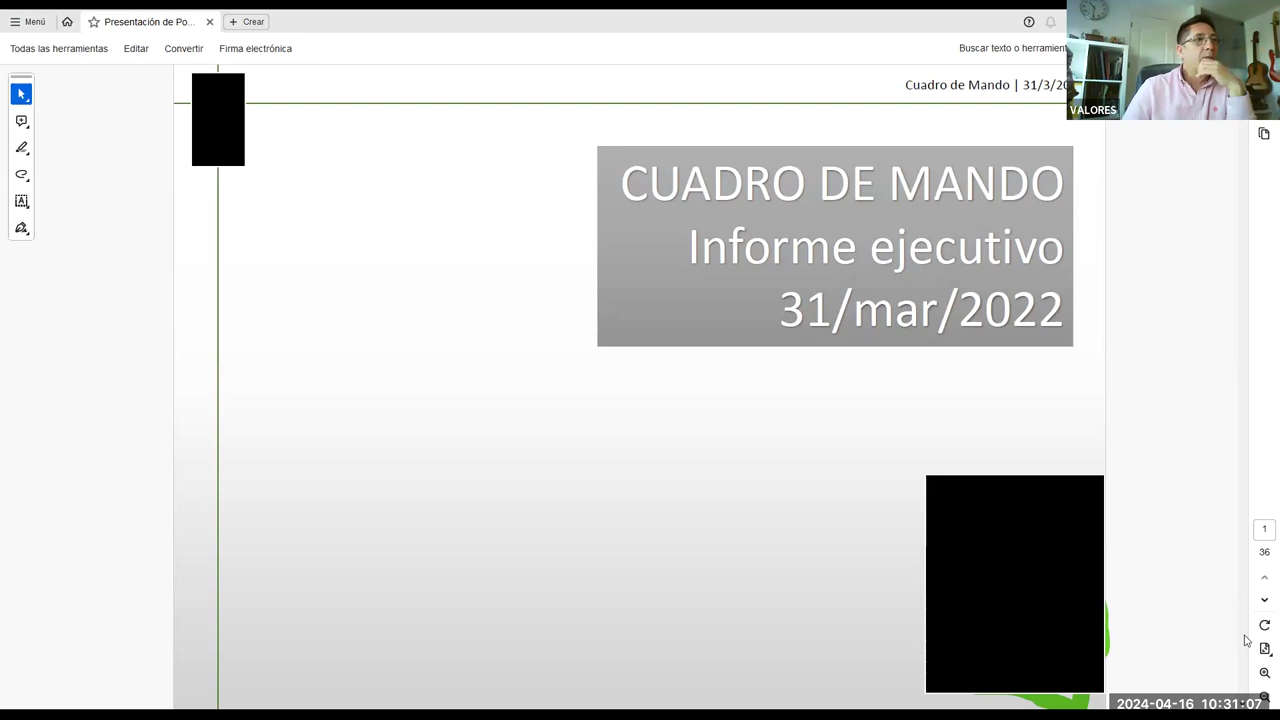 Menú
Presentación de Po...
Crear
Todas las herramientas
Editar
Convertir
Firma electrónica
Buscar texto o herramien
Cuadro de Mando | 31/3/20
VALORES
CUADRO DE MANDO
Informe ejecutivo
31/mar/2022
1
36
2024-04-16 10:31:07